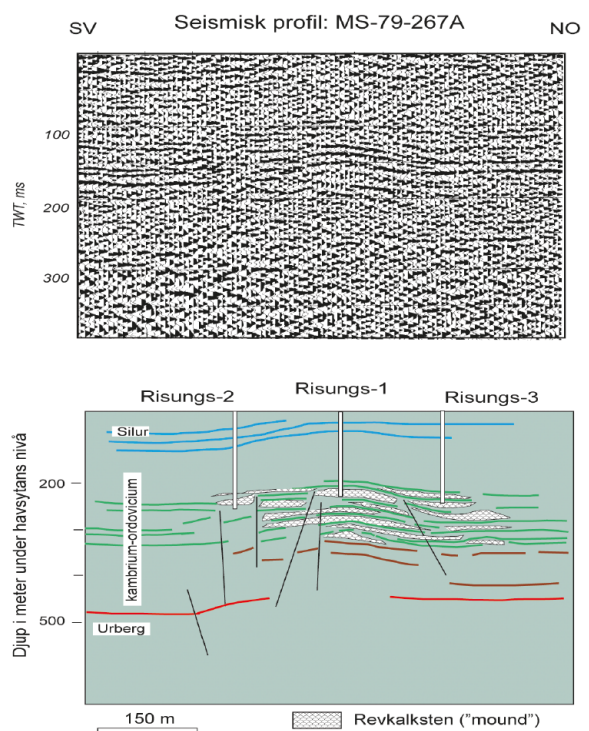 Seismisk profil: MS-79-267A
SV
NO
100
200
300
TWT, ms
Risungs-2
Risungs-1
Risungs-3
Silur
200
kambrium-ordovicium
500
Urberg
Djup i meter under havsytans nivå
150 m
Revkalksten ("mound")